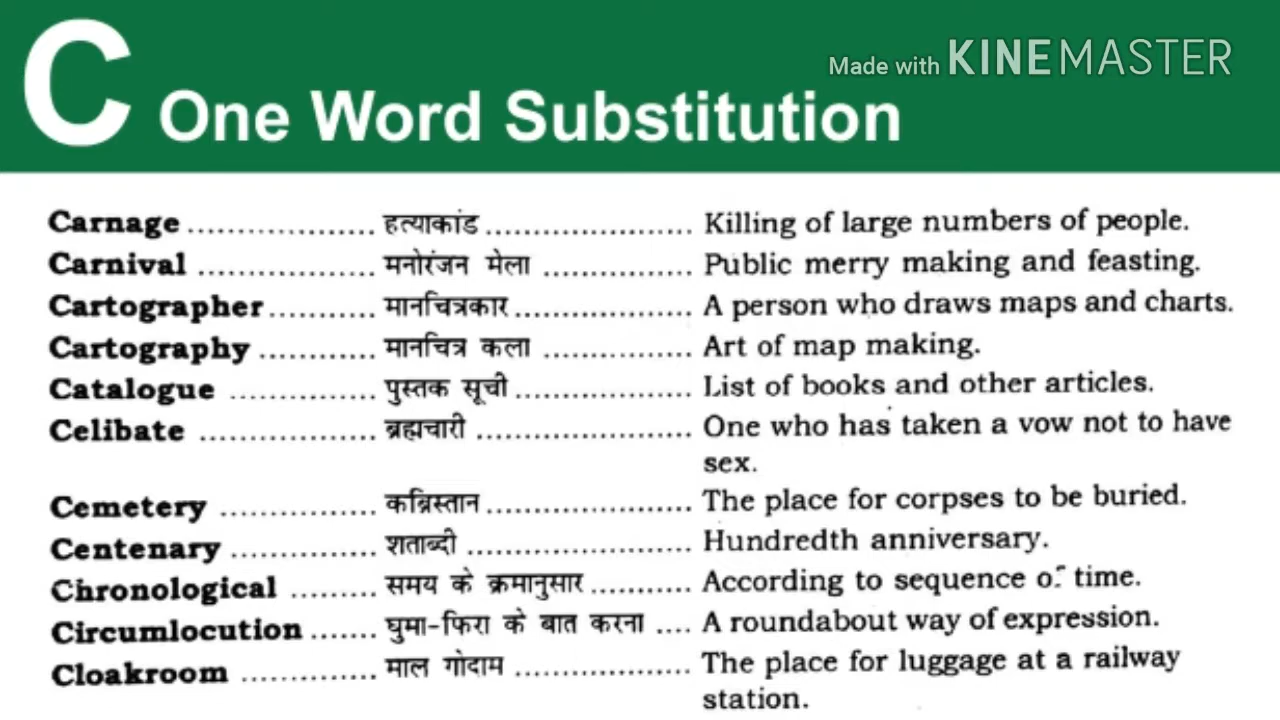 C One Word Substitution
Made with KINEMASTER
Carnage .................. हत्याकांड ...................... Killing of large numbers of people.
Carnival ................. मनोरंजन मेला ............... Public merry making and feasting.
Cartographer........... मानचित्रकार.................. A person who draws maps and charts.
Cartography ............ मानचित्र कला ............... Art of map making.
Catalogue ............... पुस्तक सूची.................. List of books and other articles.
Celibate .................. ब्रह्मचारी ...................... One who has taken a vow not to have
sex.
Cemetery ................ कब्रिस्तान..................... The place for corpses to be buried.
Centenary ............... शताब्दी ....................... Hundredth anniversary.
Chronological ......... समय के क्रमानुसार ........... According to sequence of time.
Circumlocution ....... घुमा-फिरा के बात करना .... A roundabout way of expression.
Cloakroom .............. माल गोदाम .................. The place for luggage at a railway
station.